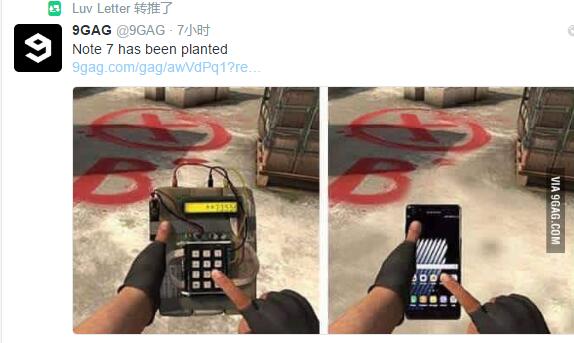 Luv Letter 转推了
9GAG @9GAG · 7小时
Note 7 has been planted
9gag.com/gag/awVdPq1?re…
B
VIA 9GAG.COM